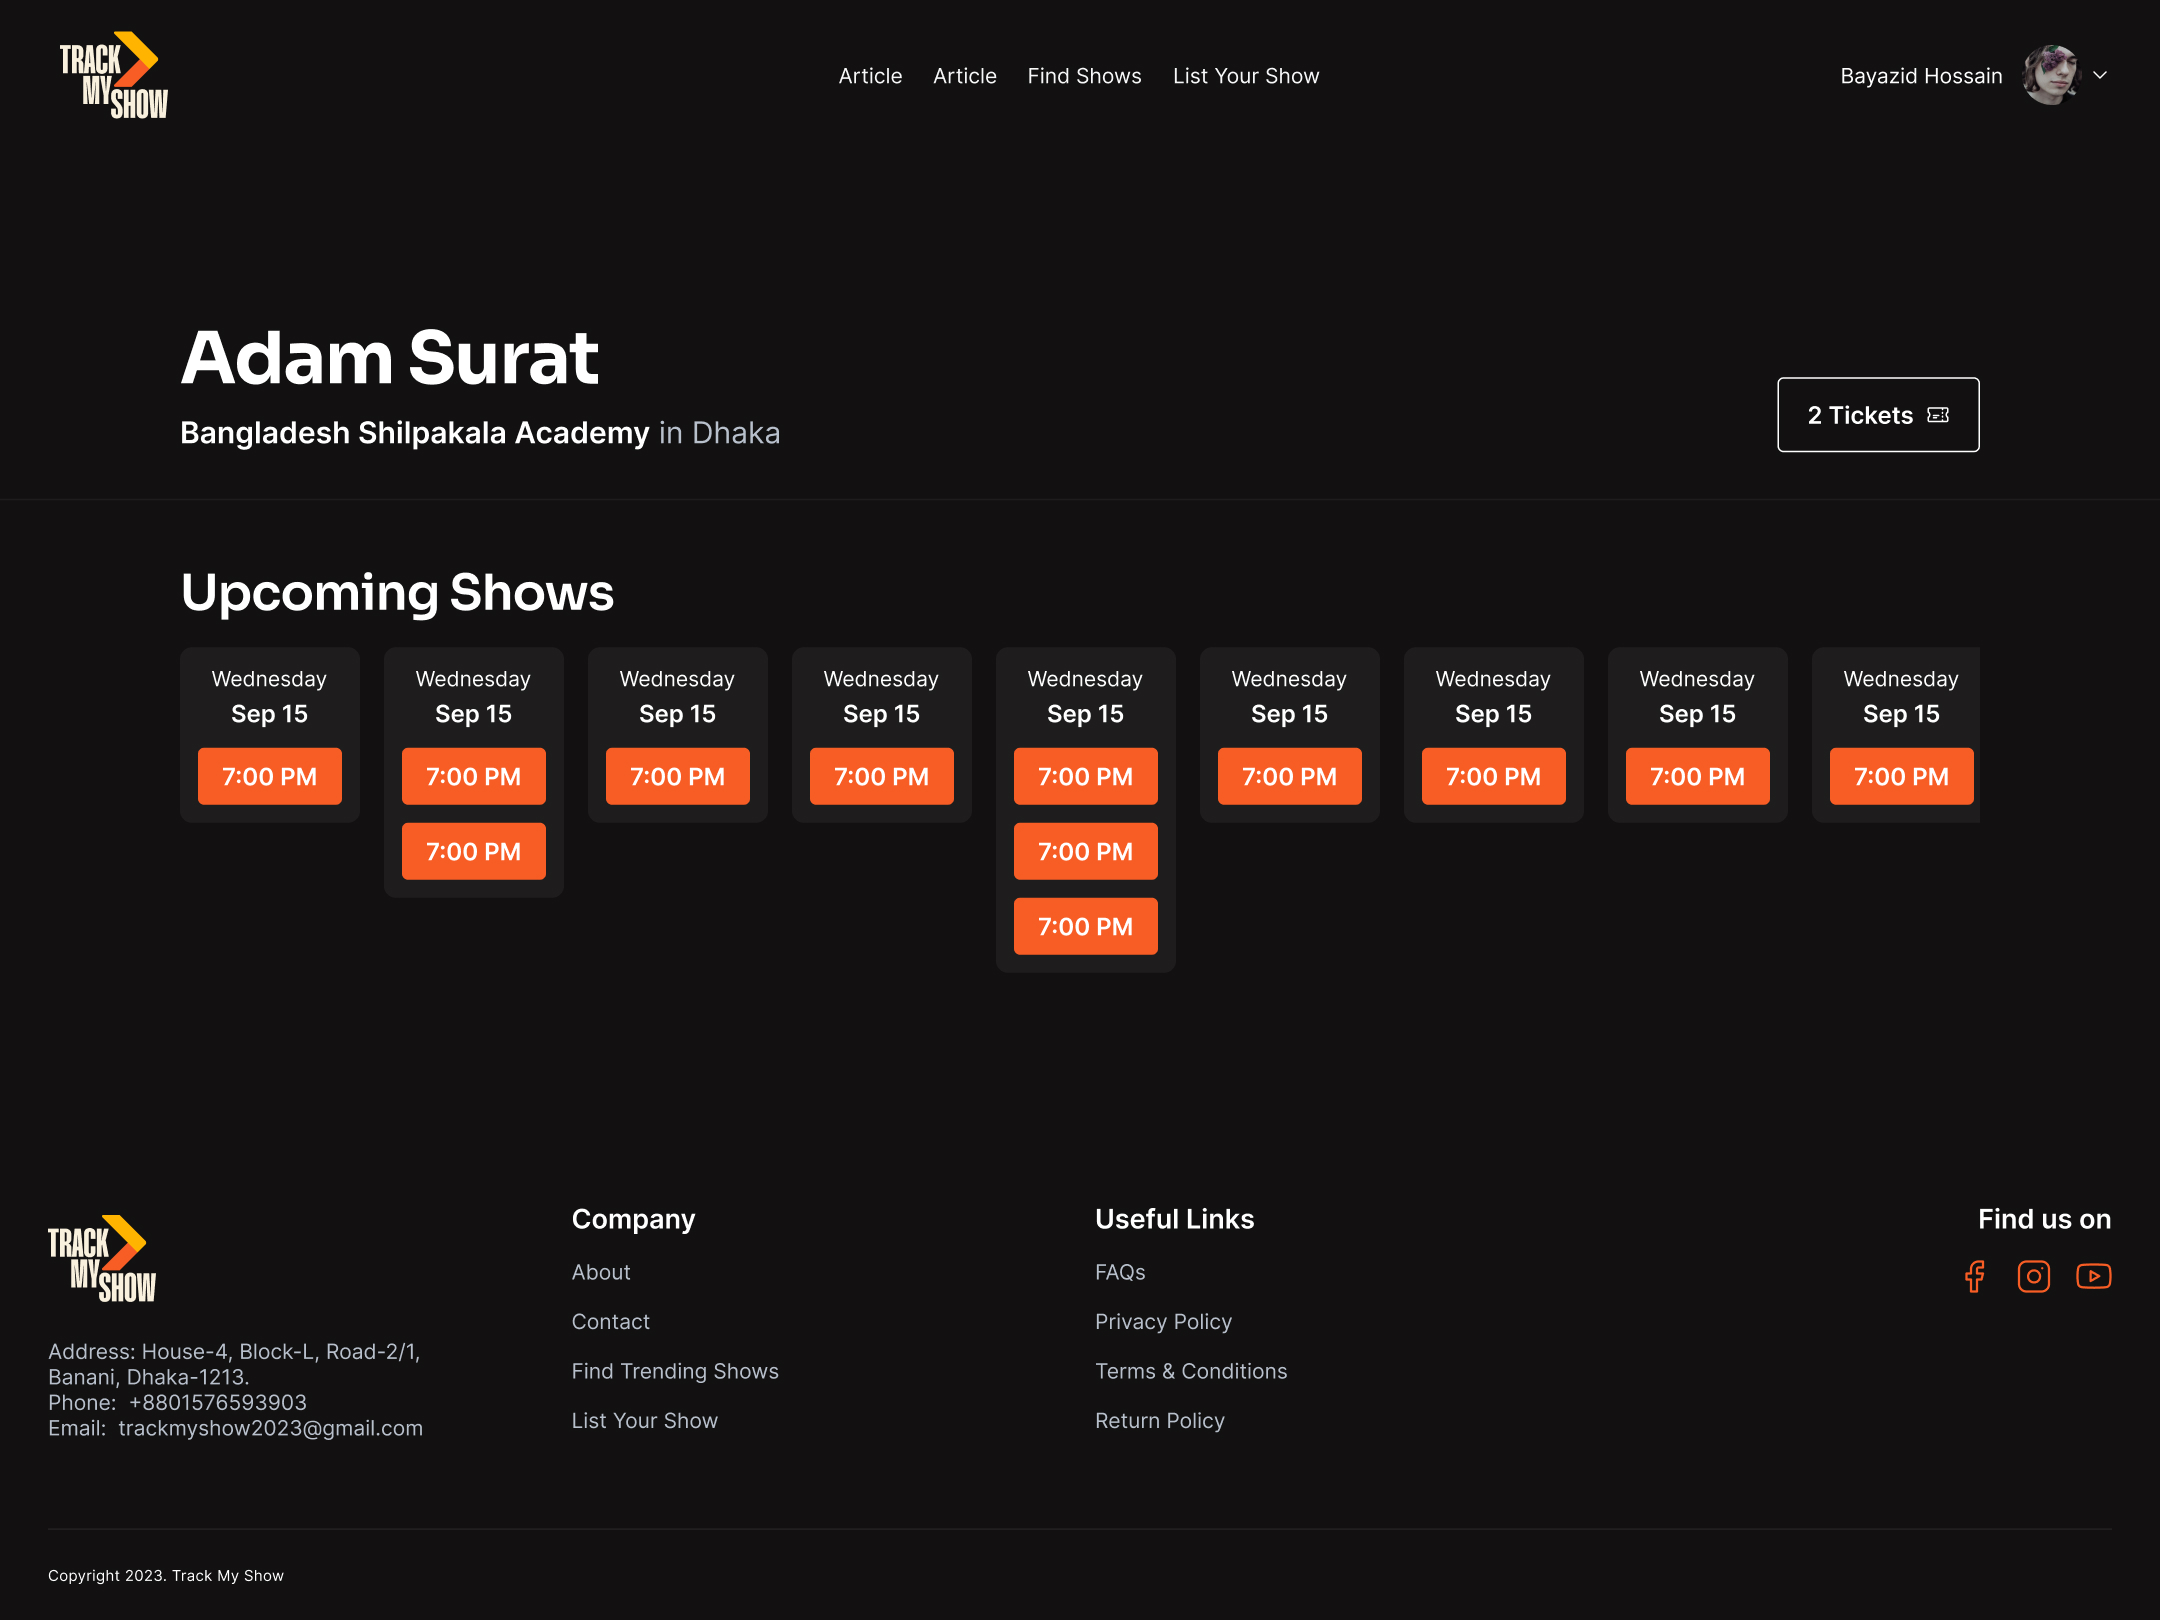 TRACK
MY
SHOW
Article Article Find Shows List Your Show
Bayazid Hossain
Adam Surat
Bangladesh Shilpakala Academy in Dhaka
2 Tickets
Upcoming Shows
Wednesday
Sep 15
7:00 PM
Wednesday
Sep 15
7:00 PM
7:00 PM
Wednesday
Sep 15
7:00 PM
Wednesday
Sep 15
7:00 PM
Wednesday
Sep 15
7:00 PM
7:00 PM
7:00 PM
Wednesday
Sep 15
7:00 PM
Wednesday
Sep 15
7:00 PM
Wednesday
Sep 15
7:00 PM
Wednesday
Sep 15
7:00 PM
TRACK
MY
SHOW
Address: House-4, Block-L, Road-2/1,
Banani, Dhaka-1213.
Phone: +8801576593903
Email: trackmyshow2023@gmail.com
Company
About
Contact
Find Trending Shows
List Your Show
Useful Links
FAQs
Privacy Policy
Terms & Conditions
Return Policy
Find us on
Copyright 2023. Track My Show